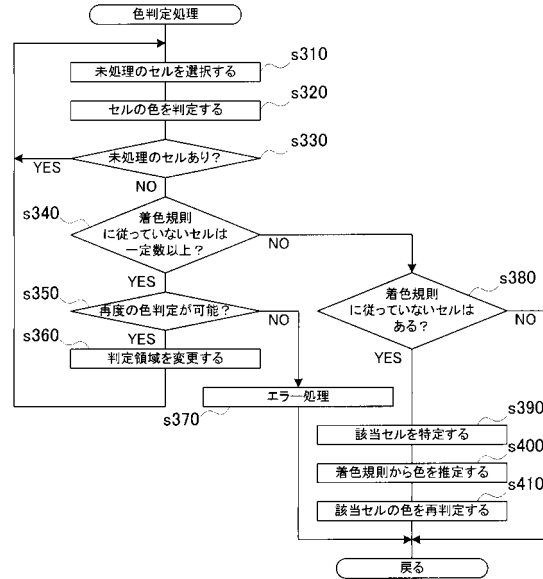 色判定処理
未処理のセルを選択する
s310
セルの色を判定する
s320
未処理のセルあり?
s330
YES
NO
着色規則
に従っていないセルは
一定数以上?
s340
NO
YES
再度の色判定が可能?
s350
NO
YES
判定領域を変更する
s360
エラー処理
s370
着色規則
に従っていないセルは
ある?
s380
NO
YES
該当セルを特定する
s390
着色規則から色を推定する
s400
該当セルの色を再判定する
s410
戻る